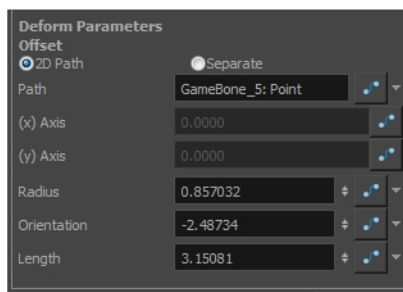 Deform Parameters
Offset
2D Path Separate
Path GameBone_5: Point
(x) Axis 0.0000
(y) Axis 0.0000
Radius 0.857032
Orientation -2.48734
Length 3.15081